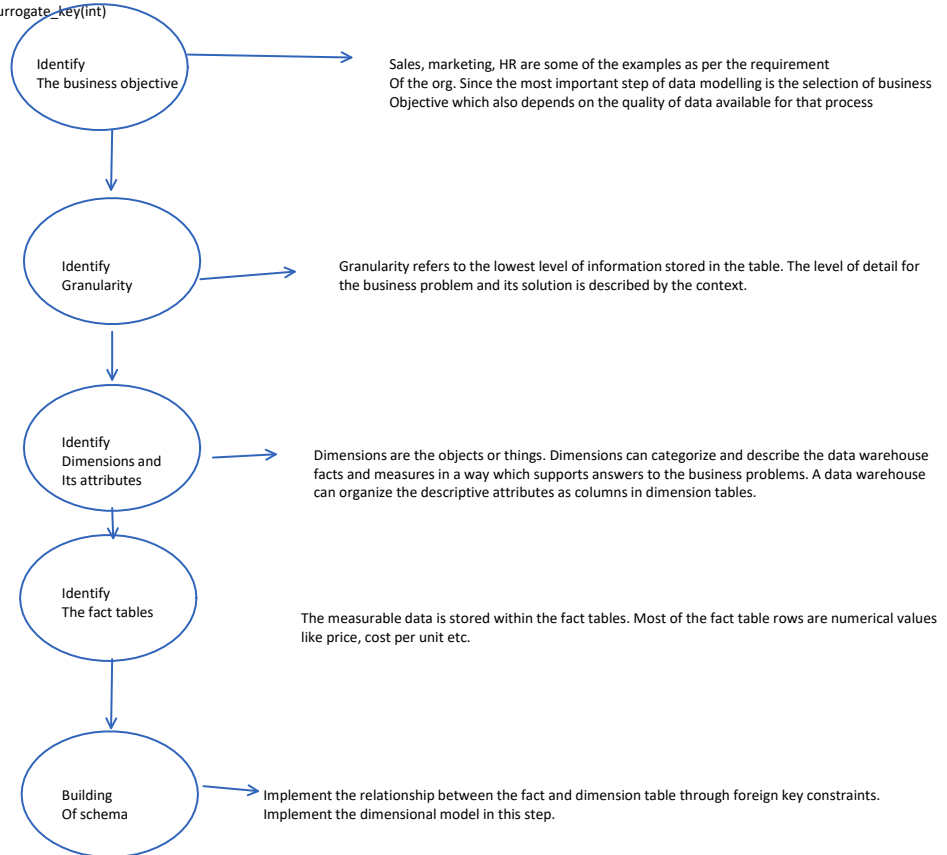 urrogate_key(int)
Identify
The business objective
Sales, marketing, HR are some of the examples as per the requirement
Of the org. Since the most important step of data modelling is the selection of business
Objective which also depends on the quality of data available for that process
Identify
Granularity
Granularity refers to the lowest level of information stored in the table. The level of detail for
the business problem and its solution is described by the context.
Identify
Dimensions and
Its attributes
Dimensions are the objects or things. Dimensions can categorize and describe the data warehouse
facts and measures in a way which supports answers to the business problems. A data warehouse
can organize the descriptive attributes as columns in dimension tables.
Identify
The fact tables
The measurable data is stored within the fact tables. Most of the fact table rows are numerical values
like price, cost per unit etc.
Building
Of schema
Implement the relationship between the fact and dimension table through foreign key constraints.
Implement the dimensional model in this step.